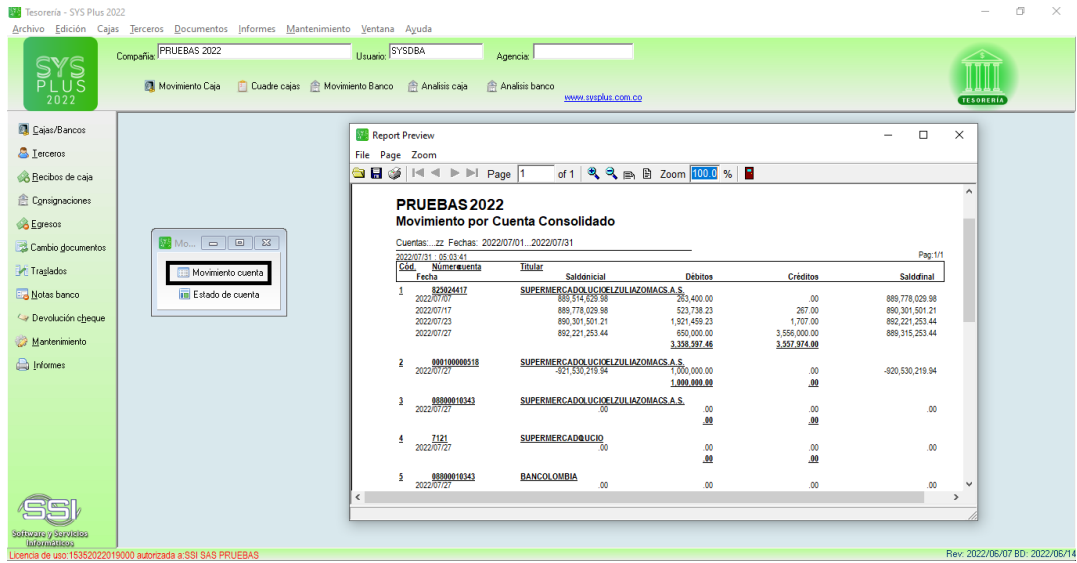 Tesorería - SYS Plus 2022
Archivo Edición Cajas Terceros Documentos Informes Mantenimiento Ventana Ayuda
SYS PLUS 2022
Compañia: PRUEBAS 2022 Usuario: SYSDBA Agencia:
Movimiento Caja Cuadre cajas Movimiento Banco Analisis caja Analisis banco
www.sysplus.com.co
TESORERIA
Cajas/Bancos
Terceros
Recibos de caja
Consignaciones
Egresos
Cambio documentos
Traslados
Notas banco
Devolución cheque
Mantenimiento
Informes
Mo...
Movimiento cuenta
Estado de cuenta
Report Preview
File Page Zoom
Page 1 of 1 Zoom 100.0 %
PRUEBAS 2022
Movimiento por Cuenta Consolidado
Cuentas:...zz Fechas: 2022/07/01...2022/07/31
2022/07/31 : 05:03:41 Pag:1/1
Cód. Númercuenta Titular
Fecha Saldoinicial Débitos Créditos Saldofinal
1 825024417 SUPERMERCADOLUCIOELZULIAZOMACS.A.S.
2022/07/07 889,514,629.98 263,400.00 .00 889,778,029.98
2022/07/17 889,778,029.98 523,738.23 267.00 890,301,501.21
2022/07/23 890,301,501.21 1,921,459.23 1,707.00 892,221,253.44
2022/07/27 892,221,253.44 650,000.00 3,556,000.00 889,315,253.44
3,358,597.46 3,557,974.00
2 000100000518 SUPERMERCADOLUCIOELZULIAZOMACS.A.S.
2022/07/27 -921,530,219.94 1,000,000.00 .00 -920,530,219.94
1,000,000.00 .00
3 08800010343 SUPERMERCADOLUCIOELZULIAZOMACS.A.S.
2022/07/27 .00 .00 .00 .00
.00 .00
4 7121 SUPERMERCADOLUCIO
2022/07/27 .00 .00 .00 .00
.00 .00
5 08800010343 BANCOLOMBIA
2022/07/27 .00 .00 .00 .00
SSI
Software y Servicios
Informáticos
Licencia de uso:15352022019000 autorizada a:SSI SAS PRUEBAS Rev: 2022/06/07 BD: 2022/06/14